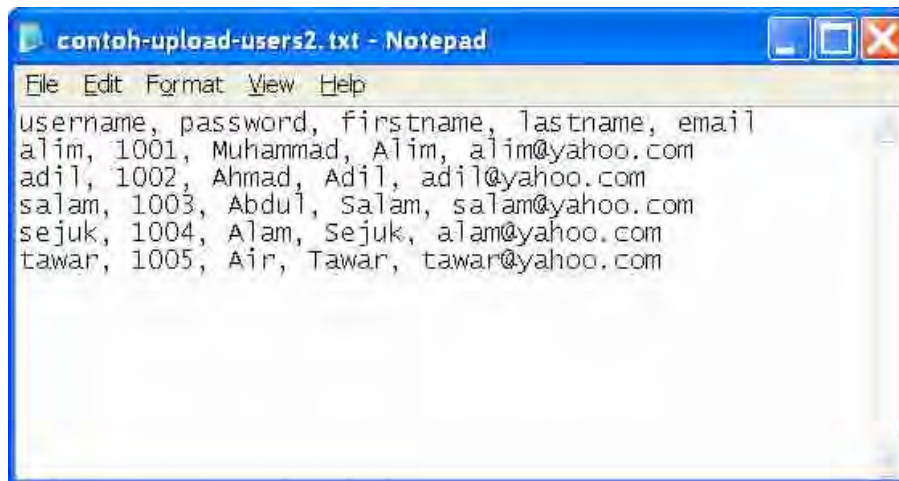 contoh-upload-users2.txt - Notepad
File Edit Format View Help
username, password, firstname, lastname, email
alim, 1001, Muhammad, Alim, alim@yahoo.com
adil, 1002, Ahmad, Adil, adil@yahoo.com
salam, 1003, Abdul, Salam, salam@yahoo.com
sejuk, 1004, Alam, Sejuk, alam@yahoo.com
tawar, 1005, Air, Tawar, tawar@yahoo.com